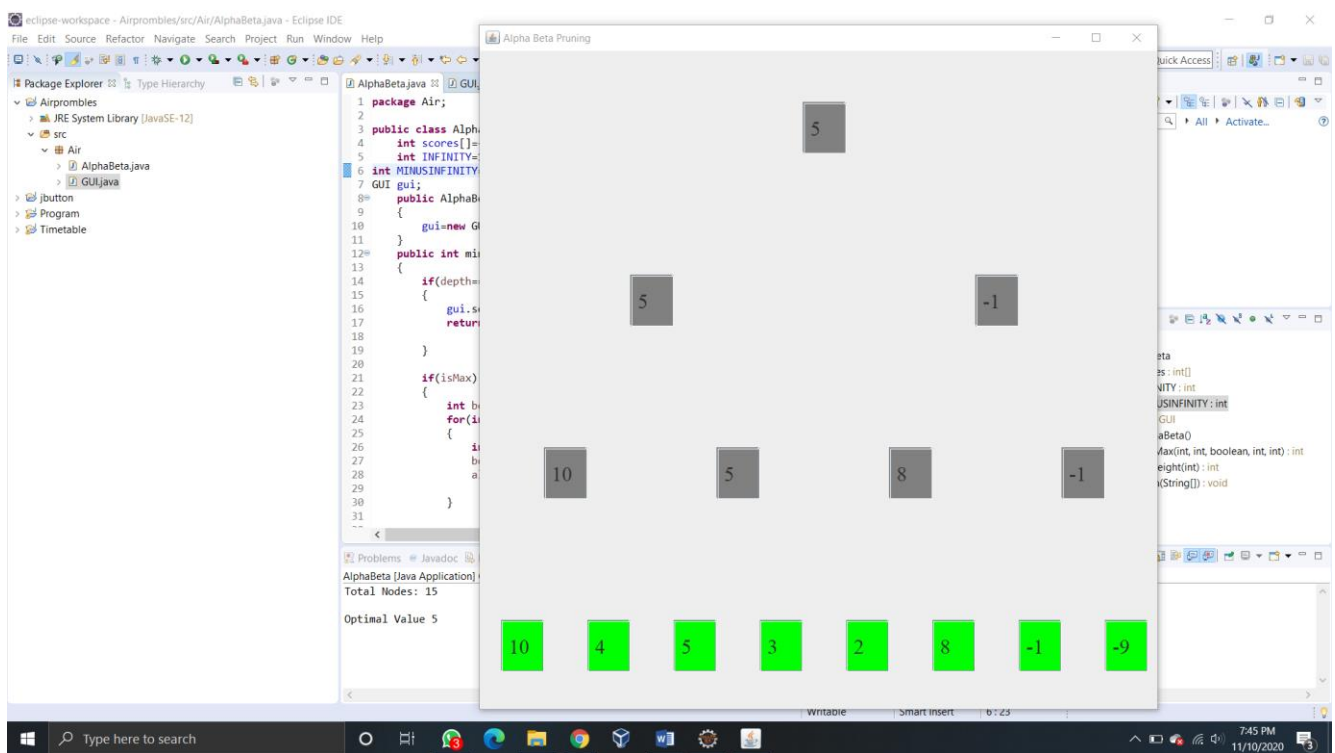 eclipse-workspace - Airprombles/src/Air/AlphaBeta.java - Eclipse IDE
File Edit Source Refactor Navigate Search Project Run Window Help
Quick Access
Package Explorer Type Hierarchy
Airprombles
JRE System Library [JavaSE-12]
src
Air
AlphaBeta.java
GUI.java
jbutton
Program
Timetable
AlphaBeta.java GUI.
1 package Air;
2
3 public class Alph
4 int scores[]=
5 int INFINITY=
6 int MINUSINFINITY
7 GUI gui;
8 public AlphaB
9 {
10 gui=new G
11 }
12 public int mi
13 {
14 if(depth=
15 {
16 gui.s
17 retur
18
19 }
20
21 if(isMax)
22 {
23 int b
24 for(i
25 {
26 i
27 b
28 a
29
30 }
31
Problems Javadoc
AlphaBeta [Java Application]
Total Nodes: 15
Optimal Value 5
Alpha Beta Pruning
5
5 -1
10 5 8 -1
10 4 5 3 2 8 -1 -9
All Activate...
eta
es : int[]
NITY : int
USINFINITY : int
GUI
aBeta()
Max(int, int, boolean, int, int) : int
eight(int) : int
(String[]) : void
Writable Smart Insert 6 : 23
Type here to search
7:45 PM
11/10/2020